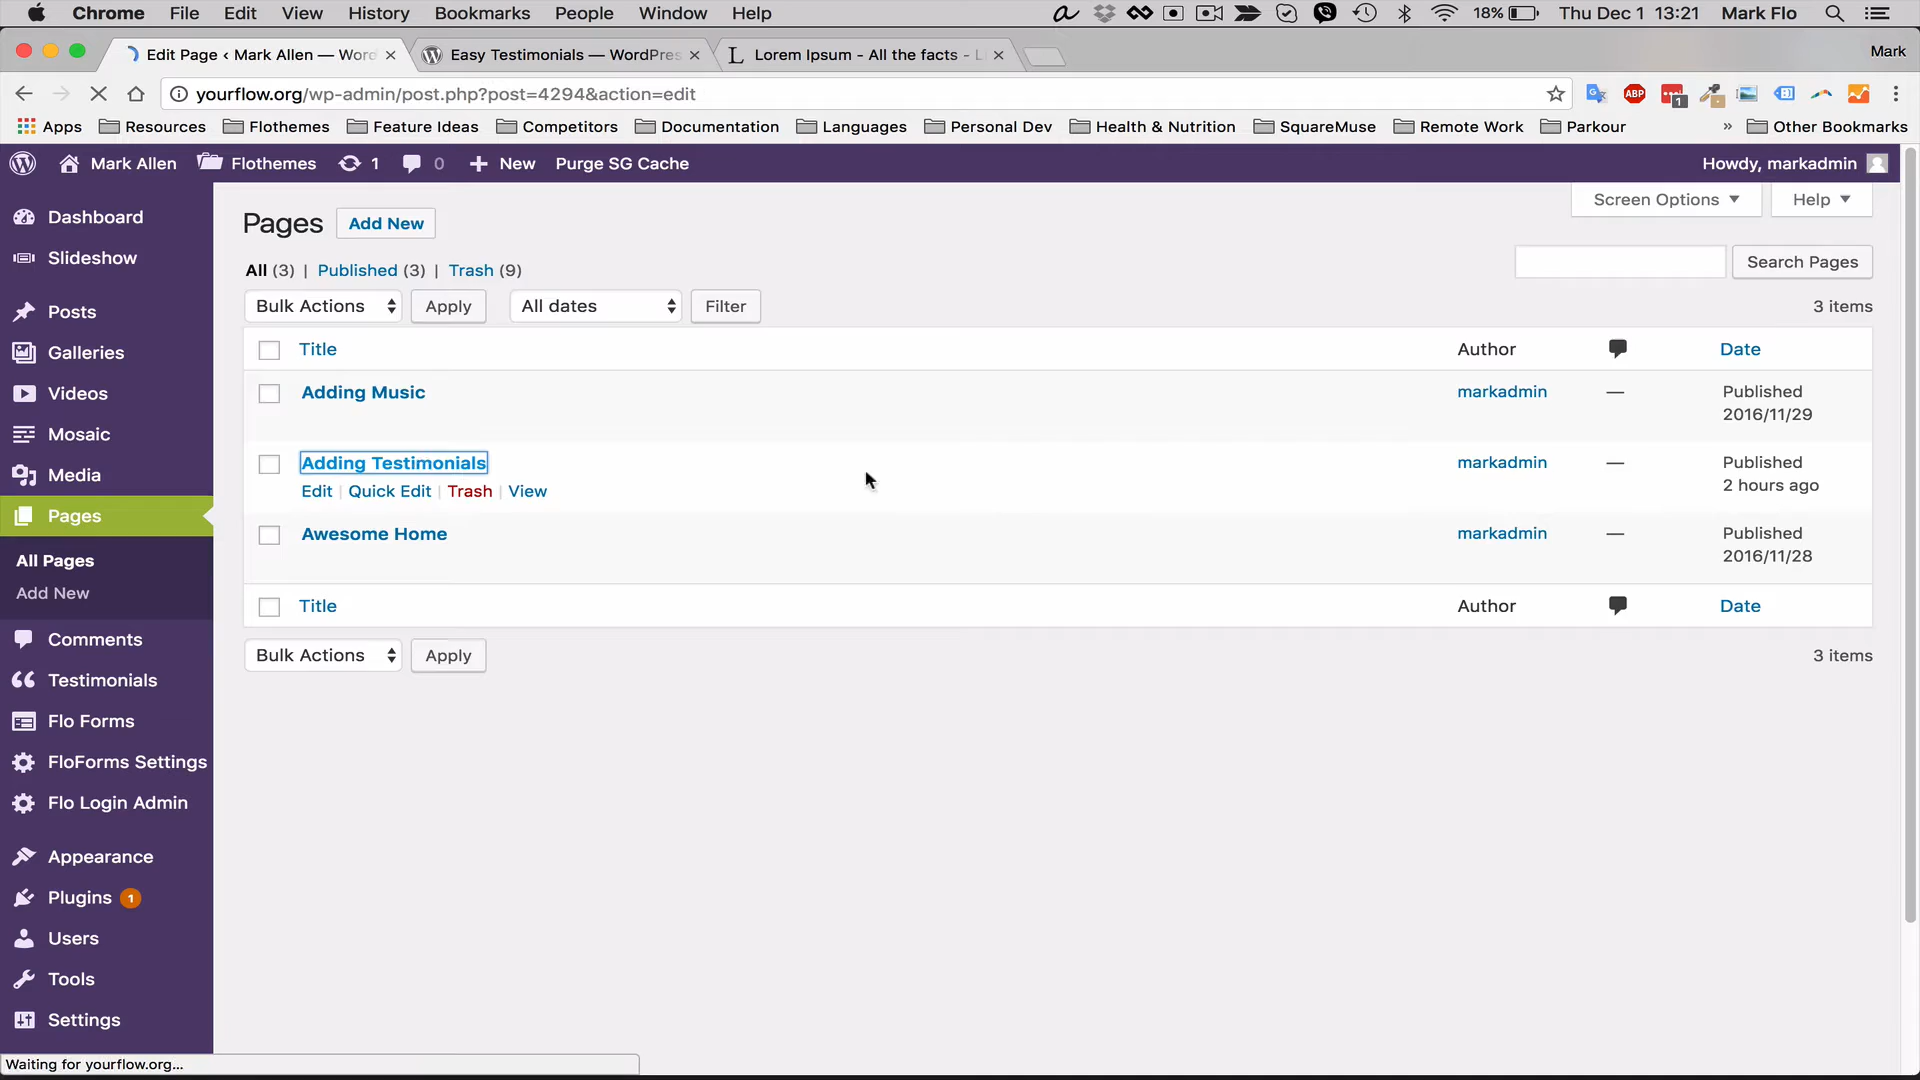 Chrome File Edit View History Bookmarks People Window Help 18% Thu Dec 1 13:21 Mark Flo
Edit Page ‹ Mark Allen — Word Easy Testimonials — WordPres Lorem Ipsum - All the facts - L Mark
yourflow.org/wp-admin/post.php?post=4294&action=edit ABP 1
Apps Resources Flothemes Feature Ideas Competitors Documentation Languages Personal Dev Health & Nutrition SquareMuse Remote Work Parkour » Other Bookmarks
Mark Allen Flothemes 1 0 New Purge SG Cache Howdy, markadmin
Screen Options Help
Pages Add New
All (3) | Published (3) | Trash (9)
Search Pages
Bulk Actions Apply All dates Filter 3 items
Title Author Date
Adding Music markadmin — Published
2016/11/29
Adding Testimonials markadmin — Published
Edit | Quick Edit | Trash | View 2 hours ago
Awesome Home markadmin — Published
2016/11/28
Title Author Date
Bulk Actions Apply 3 items
Dashboard
Slideshow
Posts
Galleries
Videos
Mosaic
Media
Pages
All Pages
Add New
Comments
Testimonials
Flo Forms
FloForms Settings
Flo Login Admin
Appearance
Plugins 1
Users
Tools
Settings
Waiting for yourflow.org...